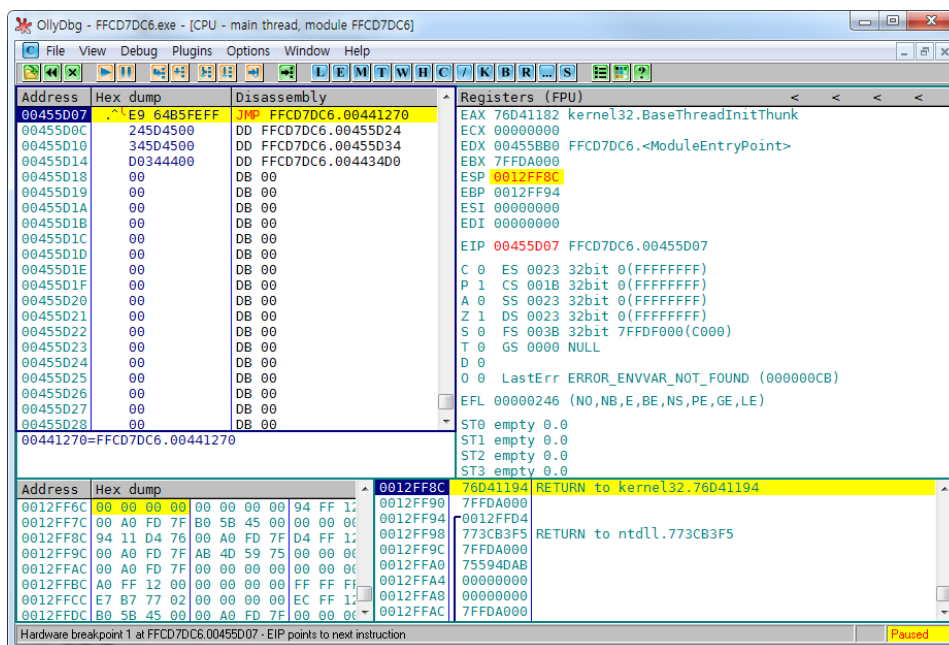 OllyDbg - FFCD7DC6.exe - [CPU - main thread, module FFCD7DC6]
C File View Debug Plugins Options Window Help
L E M T W H C / K B R ... S ?
Address Hex dump Disassembly
00455D07 .^ E9 64B5FEFF JMP FFCD7DC6.00441270
00455D0C 245D4500 DD FFCD7DC6.00455D24
00455D10 345D4500 DD FFCD7DC6.00455D34
00455D14 D0344400 DD FFCD7DC6.004434D0
00455D18 00 DB 00
00455D19 00 DB 00
00455D1A 00 DB 00
00455D1B 00 DB 00
00455D1C 00 DB 00
00455D1D 00 DB 00
00455D1E 00 DB 00
00455D1F 00 DB 00
00455D20 00 DB 00
00455D21 00 DB 00
00455D22 00 DB 00
00455D23 00 DB 00
00455D24 00 DB 00
00455D25 00 DB 00
00455D26 00 DB 00
00455D27 00 DB 00
00455D28 00 DB 00
00441270=FFCD7DC6.00441270
Registers (FPU) < < < <
EAX 76D41182 kernel32.BaseThreadInitThunk
ECX 00000000
EDX 00455BB0 FFCD7DC6.<ModuleEntryPoint>
EBX 7FFDA000
ESP 0012FF8C
EBP 0012FF94
ESI 00000000
EDI 00000000
EIP 00455D07 FFCD7DC6.00455D07
C 0 ES 0023 32bit 0(FFFFFFFF)
P 1 CS 001B 32bit 0(FFFFFFFF)
A 0 SS 0023 32bit 0(FFFFFFFF)
Z 1 DS 0023 32bit 0(FFFFFFFF)
S 0 FS 003B 32bit 7FFDF000(C000)
T 0 GS 0000 NULL
D 0
O 0 LastErr ERROR_ENVVAR_NOT_FOUND (000000CB)
EFL 00000246 (NO,NB,E,BE,NS,PE,GE,LE)
ST0 empty 0.0
ST1 empty 0.0
ST2 empty 0.0
ST3 empty 0.0
Address Hex dump
0012FF6C 00 00 00 00 00 00 00 00 94 FF 12
0012FF7C 00 A0 FD 7F B0 5B 45 00 00 00 00
0012FF8C 94 11 D4 76 00 A0 FD 7F D4 FF 12
0012FF9C 00 A0 FD 7F AB 4D 59 75 00 00 00
0012FFAC 00 A0 FD 7F 00 00 00 00 00 00 00
0012FFBC A0 FF 12 00 00 00 00 00 FF FF FF
0012FFCC E7 B7 77 02 00 00 00 00 EC FF 12
0012FFDC B0 5B 45 00 00 A0 FD 7F 00 00 00
0012FF8C 76D41194 RETURN to kernel32.76D41194
0012FF90 7FFDA000
0012FF94 0012FFD4
0012FF98 773CB3F5 RETURN to ntdll.773CB3F5
0012FF9C 7FFDA000
0012FFA0 75594DAB
0012FFA4 00000000
0012FFA8 00000000
0012FFAC 7FFDA000
Hardware breakpoint 1 at FFCD7DC6.00455D07 - EIP points to next instruction
Paused